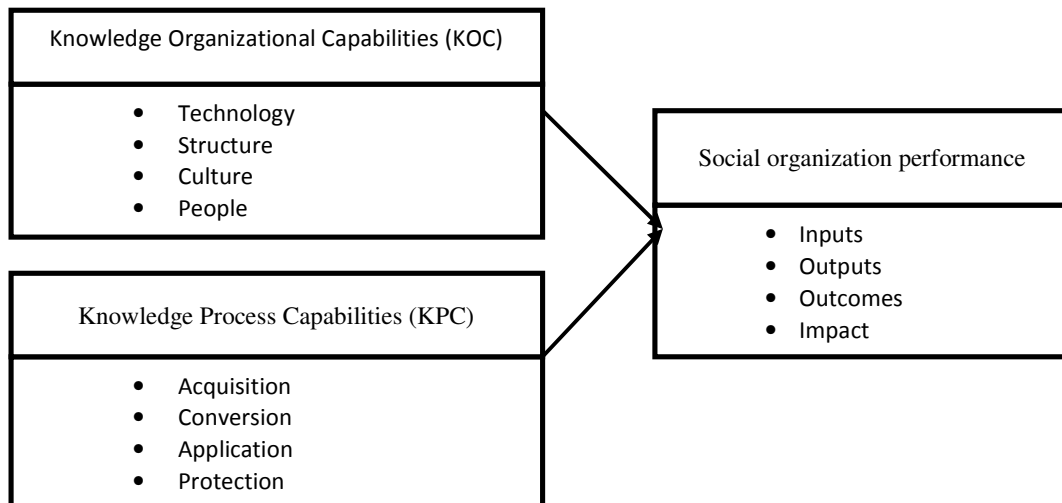 Knowledge Organizational Capabilities (KOC)
• Technology
• Structure
• Culture
• People
Knowledge Process Capabilities (KPC)
• Acquisition
• Conversion
• Application
• Protection
Social organization performance
• Inputs
• Outputs
• Outcomes
• Impact